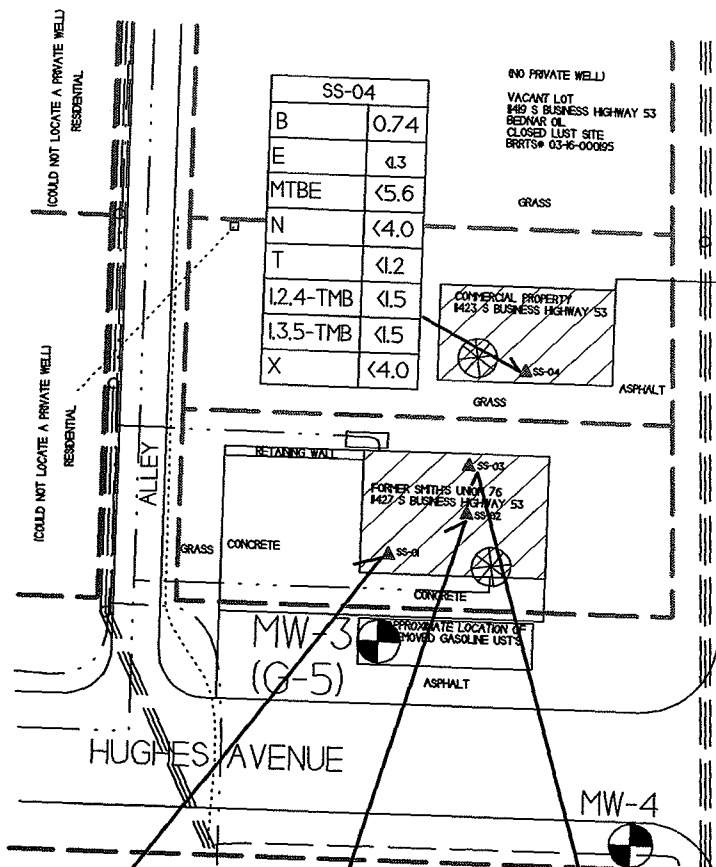 (COULD NOT LOCATE A PRIVATE WELL)
RESIDENTIAL
SS-04
B 0.74
E <1.3
MTBE <5.6
N <4.0
T <1.2
1,2,4-TMB <1.5
1,3,5-TMB <1.5
X <4.0
(NO PRIVATE WELL)
VACANT LOT
11419 S BUSINESS HIGHWAY 53
BEDNAR OIL
CLOSED LUST SITE
BRRTS# 03-16-000195
GRASS
COMMERCIAL PROPERTY
11423 S BUSINESS HIGHWAY 53
SS-04
ASPHALT
GRASS
(COULD NOT LOCATE A PRIVATE WELL)
RESIDENTIAL
ALLEY
RETAINING WALL
SS-03
FORMER SMITH'S UNION 76
11427 S BUSINESS HIGHWAY 53
SS-02
SS-01
GRASS
CONCRETE
CONCRETE
MW-3
(G-5)
APPROXIMATE LOCATION OF
REMOVED GASOLINE UST'S
ASPHALT
HUGHES AVENUE
MW-4